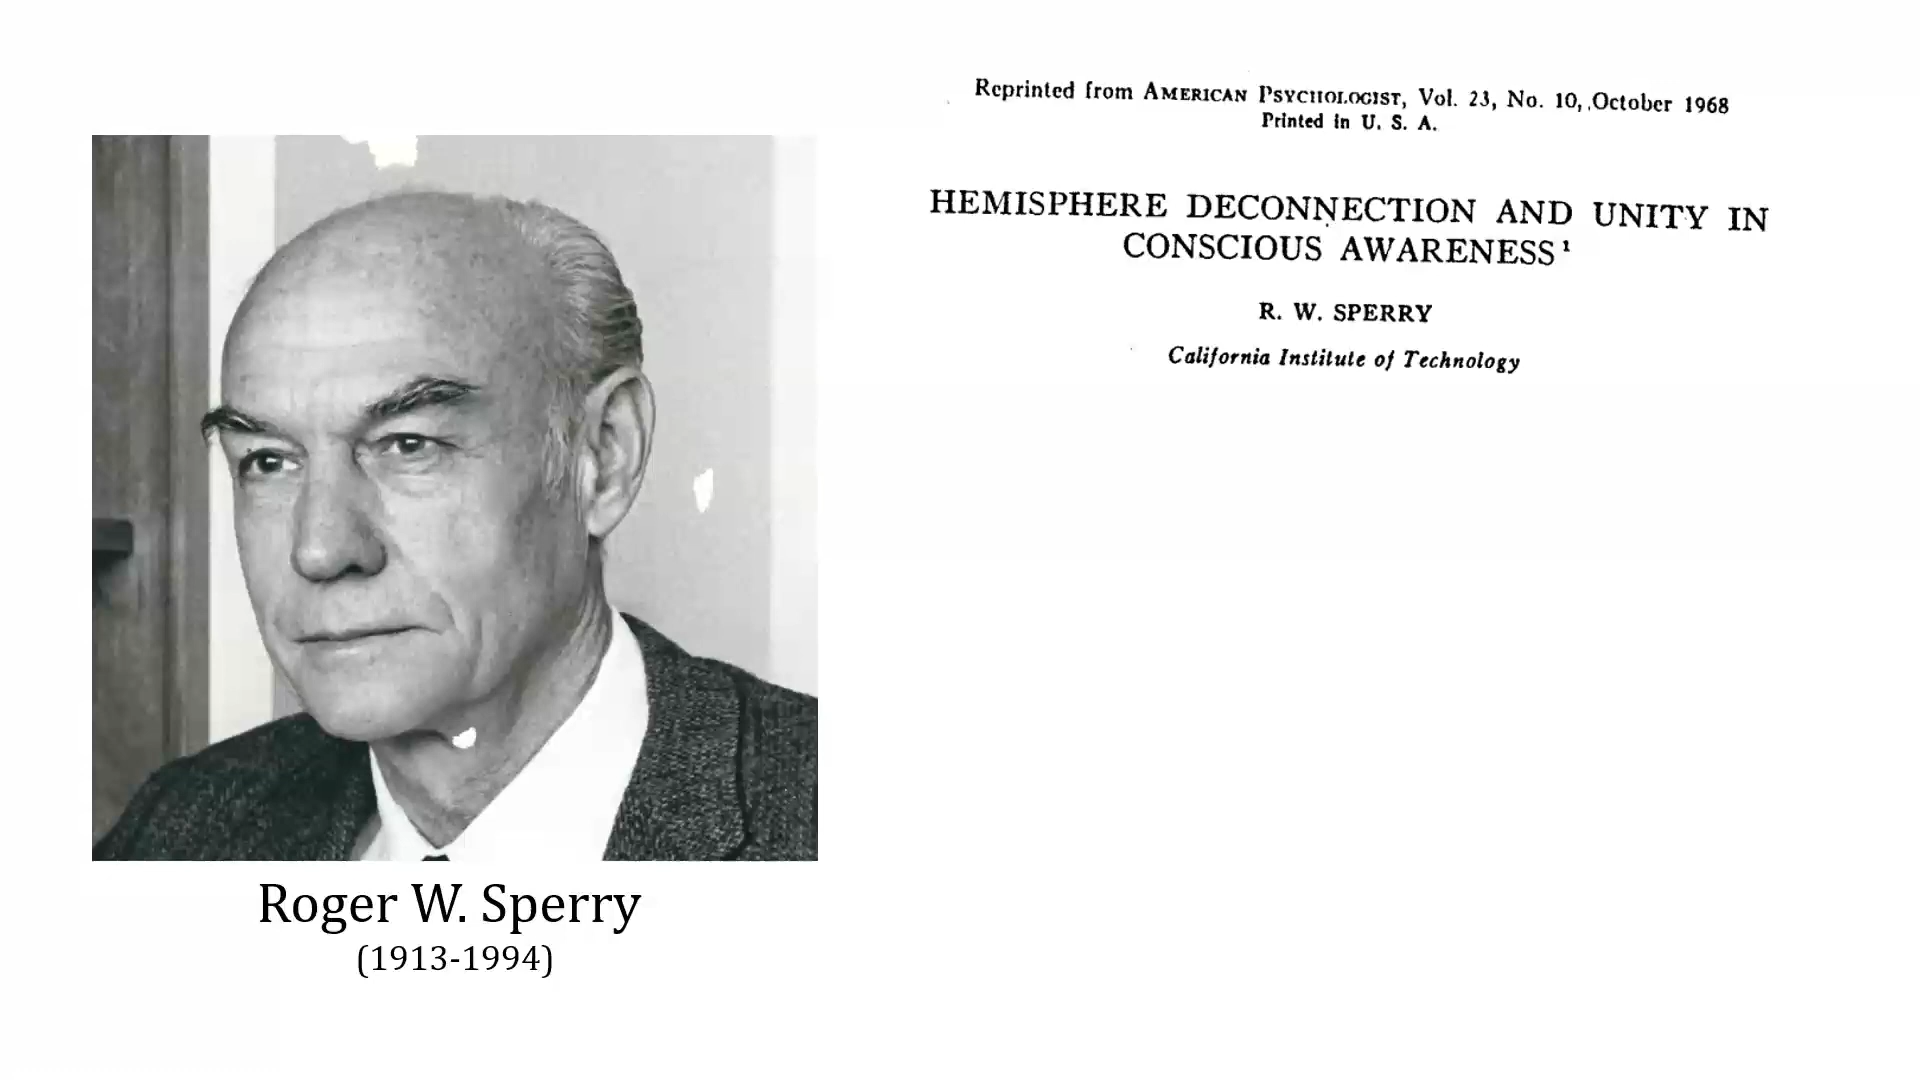 Reprinted from AMERICAN PSYCHOLOGIST, Vol. 23, No. 10, October 1968
Printed in U. S. A.
HEMISPHERE DECONNECTION AND UNITY IN
CONSCIOUS AWARENESS¹
R. W. SPERRY
California Institute of Technology
Roger W. Sperry
(1913-1994)